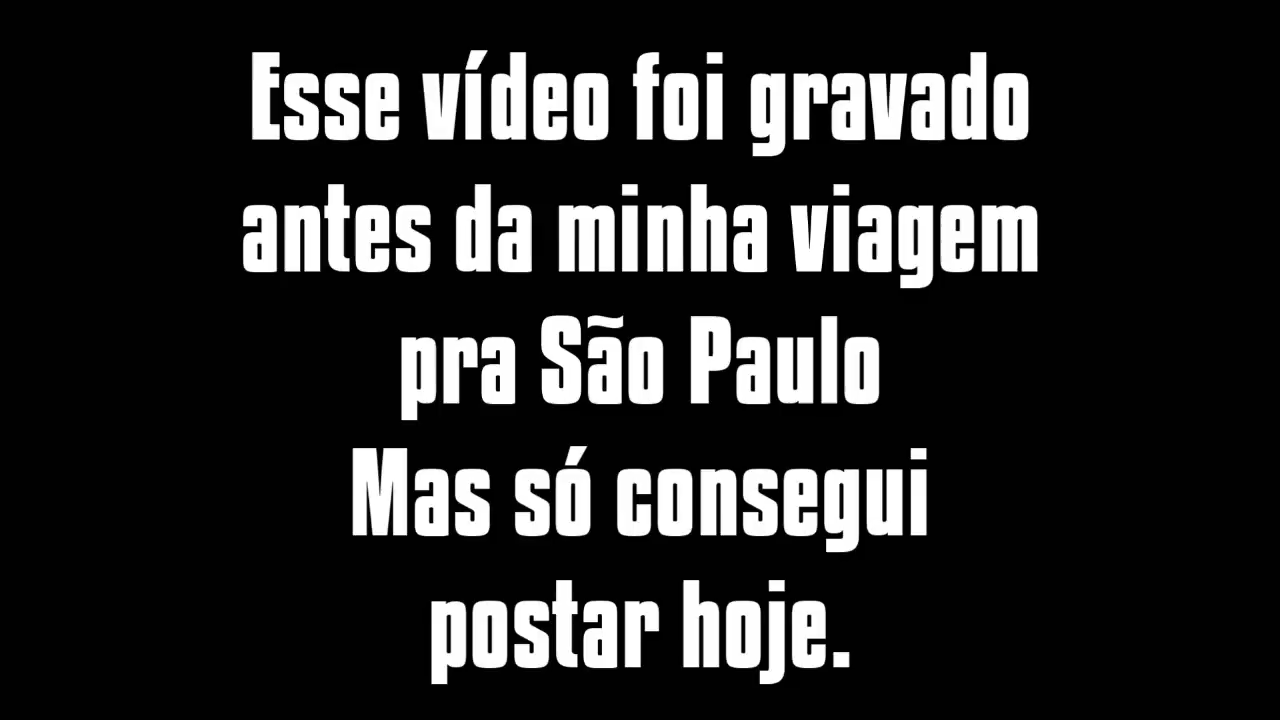 Esse vídeo foi gravado
antes da minha viagem
pra São Paulo
Mas só consegui
postar hoje.